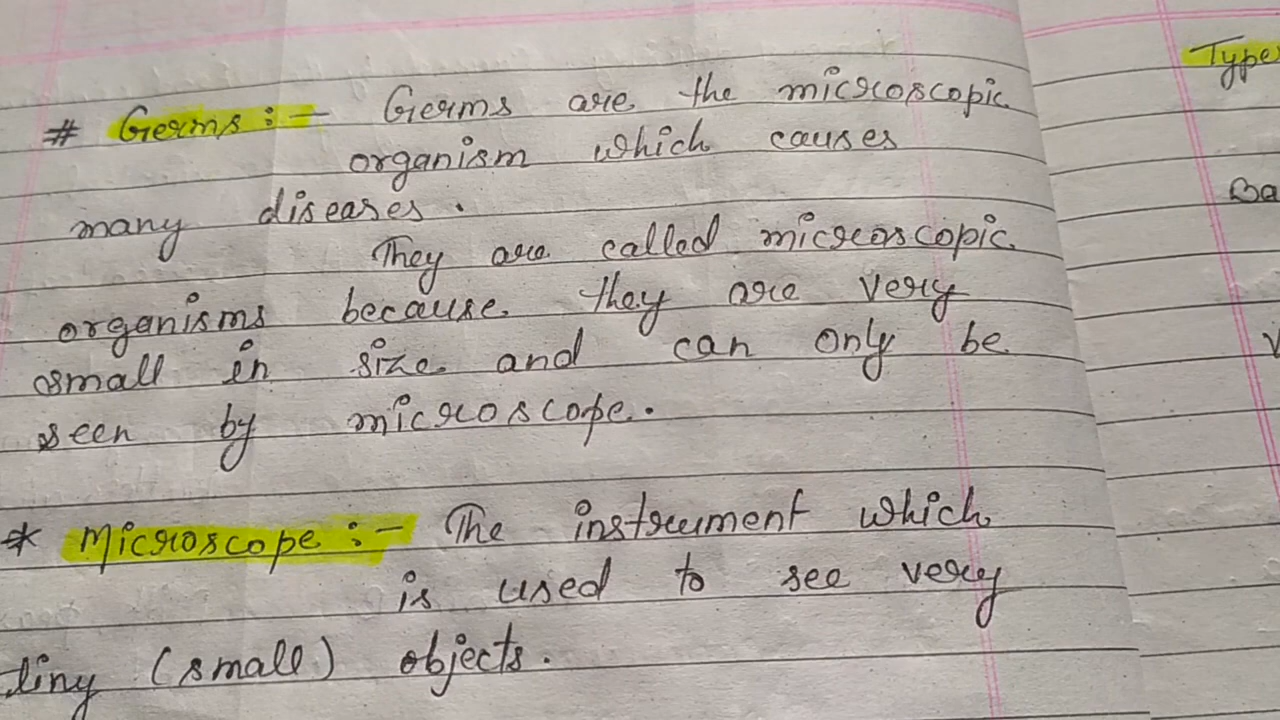 # Germs :- Germs are the microscopic
organism which causes
many diseases.
They are called microscopic
organisms because they are very
small in size and can only be
seen by microscope.
* Microscope :- The instrument which
is used to see very
tiny (small) objects.
Type
Ba